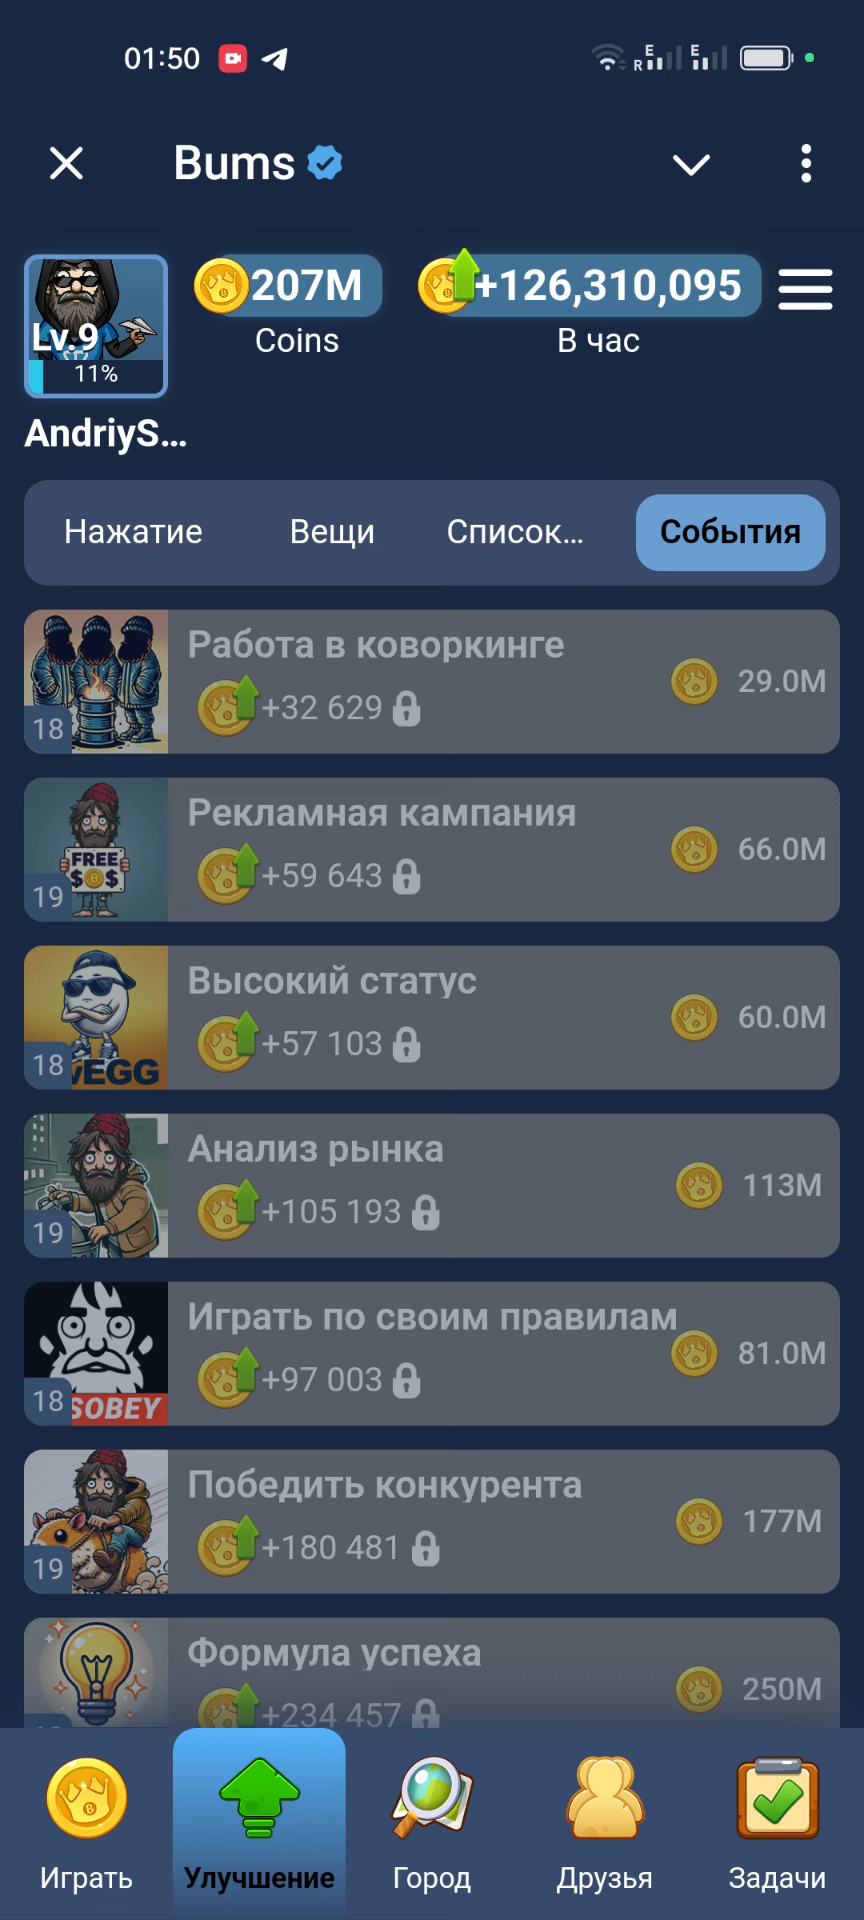 01:50
R E E
Bums
Lv.9
11%
207M
Coins
+126,310,095
В час
AndriyS...
Нажатие
Вещи
Список...
События
Работа в коворкинге
+32 629
29.0M
18
Рекламная кампания
+59 643
66.0M
FREE
$ B $
19
Высокий статус
+57 103
60.0M
18
EGG
Анализ рынка
+105 193
113M
19
Играть по своим правилам
+97 003
81.0M
18
SOBEY
Победить конкурента
+180 481
177M
19
Формула успеха
+234 457
250M
Играть
Улучшение
Город
Друзья
Задачи